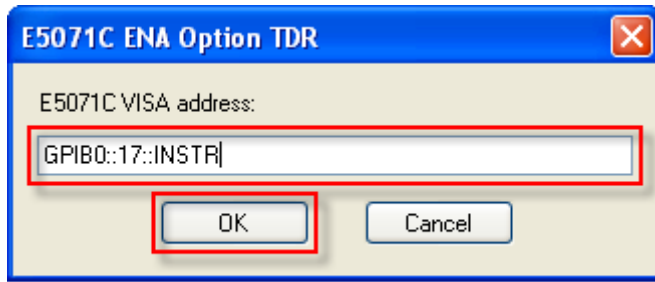 E5071C ENA Option TDR
E5071C VISA address:
GPIB0::17::INSTR
OK Cancel